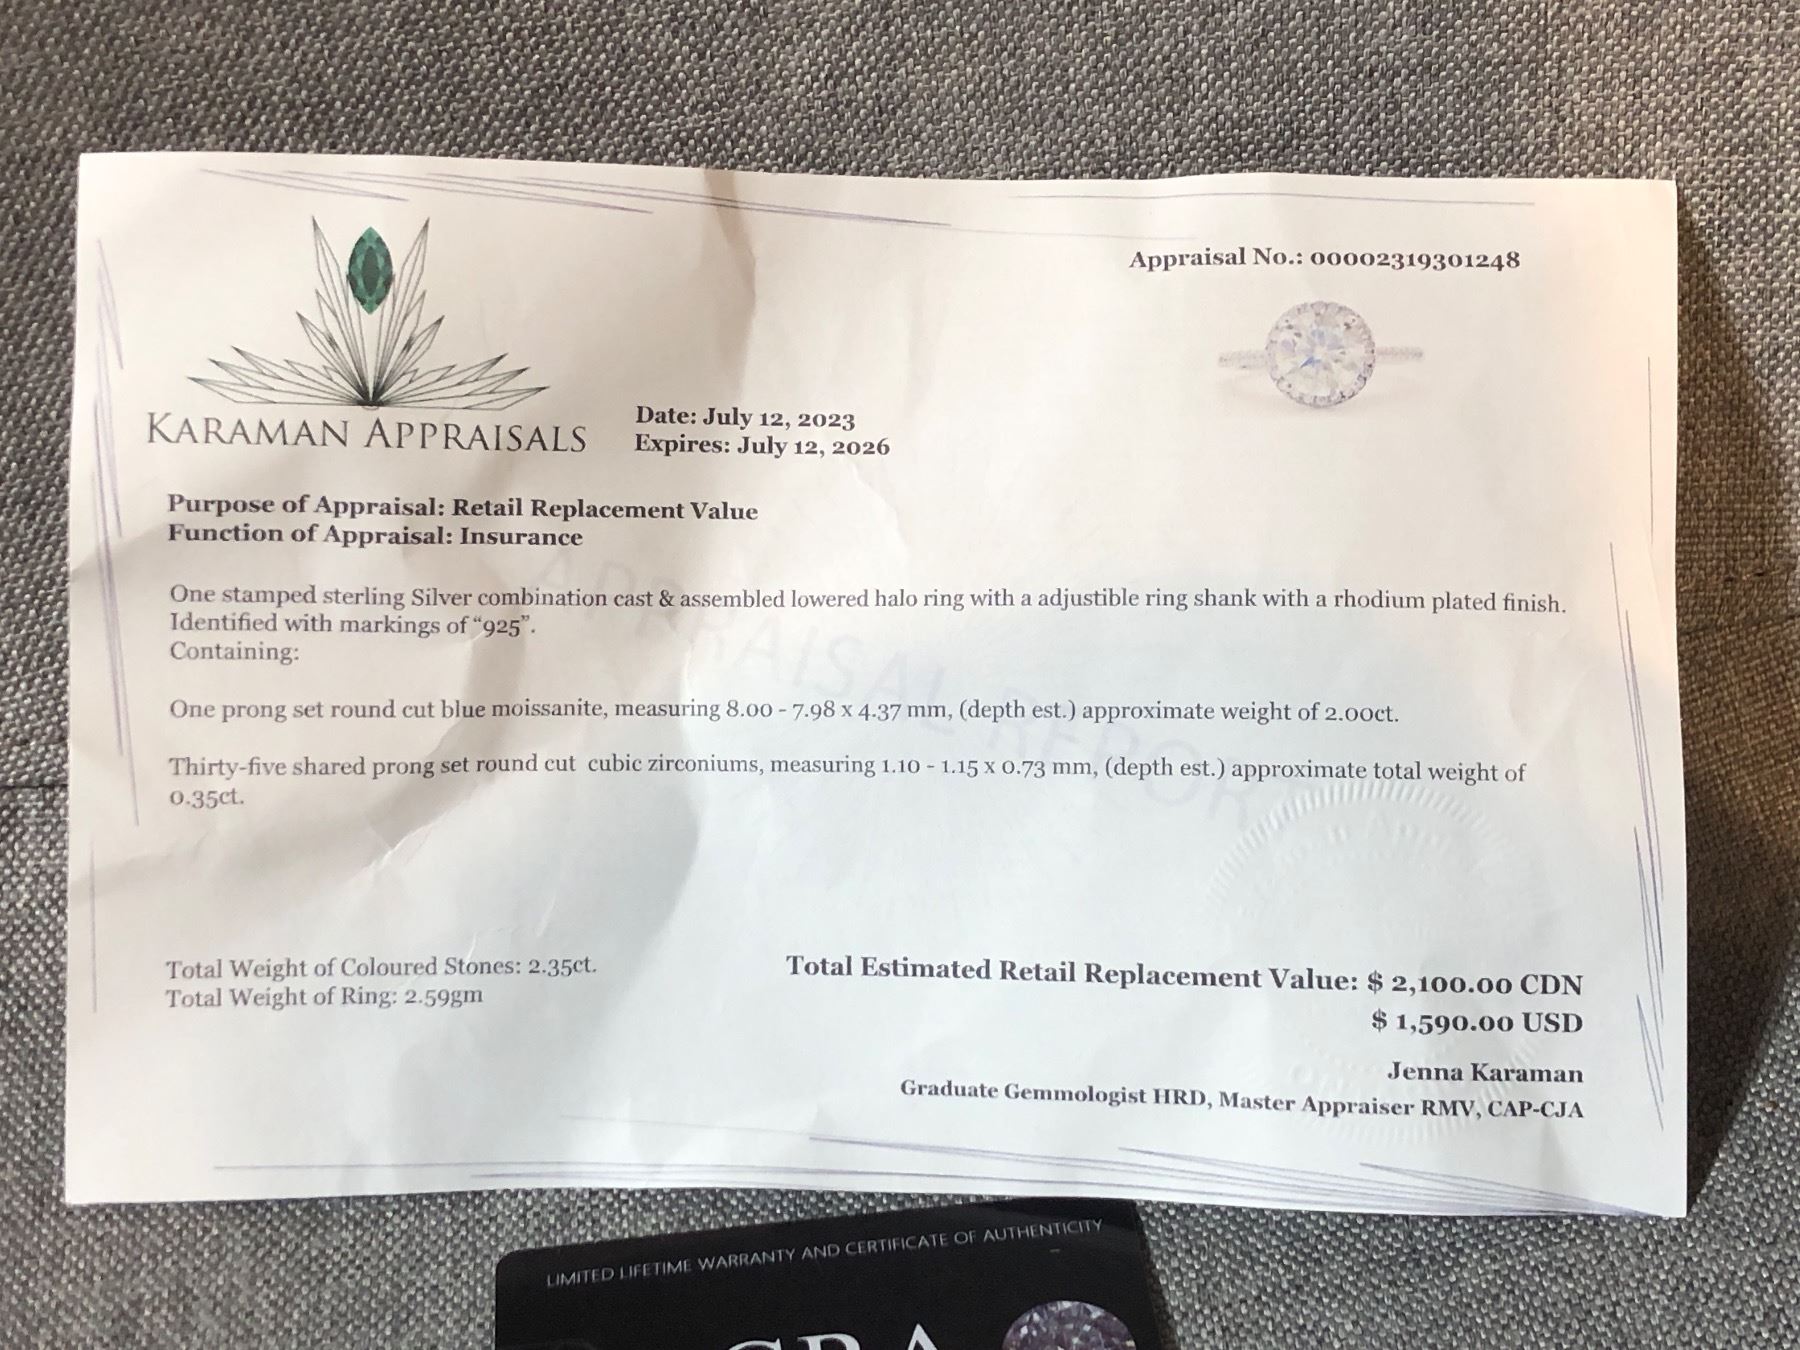 Appraisal No.: 00002319301248
KARAMAN APPRAISALS
Date: July 12, 2023
Expires: July 12, 2026
Purpose of Appraisal: Retail Replacement Value
Function of Appraisal: Insurance
One stamped sterling Silver combination cast & assembled lowered halo ring with a adjustible ring shank with a rhodium plated finish.
Identified with markings of “925”.
Containing:
One prong set round cut blue moissanite, measuring 8.00 - 7.98 x 4.37 mm, (depth est.) approximate weight of 2.00ct.
Thirty-five shared prong set round cut cubic zirconiums, measuring 1.10 - 1.15 x 0.73 mm, (depth est.) approximate total weight of
0.35ct.
APPRAISAL REPOR
Total Weight of Coloured Stones: 2.35ct.
Total Weight of Ring: 2.59gm
Total Estimated Retail Replacement Value: $ 2,100.00 CDN
$ 1,590.00 USD
Jenna Karaman
Graduate Gemmologist HRD, Master Appraiser RMV, CAP-CJA
LIMITED LIFETIME WARRANTY AND CERTIFICATE OF AUTHENTICITY
GRA